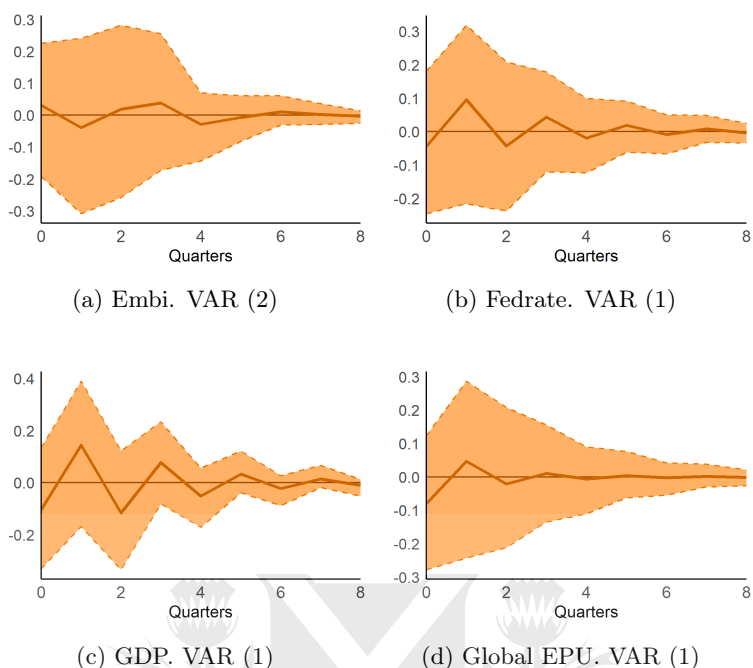 0.3
0.2
0.1
0.0
-0.1
-0.2
-0.3
0 2 4 6 8
Quarters
(a) Embi. VAR (2)
0.3
0.2
0.1
0.0
-0.1
-0.2
0 2 4 6 8
Quarters
(b) Fedrate. VAR (1)
0.4
0.2
0.0
-0.2
0 2 4 6 8
Quarters
(c) GDP. VAR (1)
0.3
0.2
0.1
0.0
-0.1
-0.2
-0.3
0 2 4 6 8
Quarters
(d) Global EPU. VAR (1)